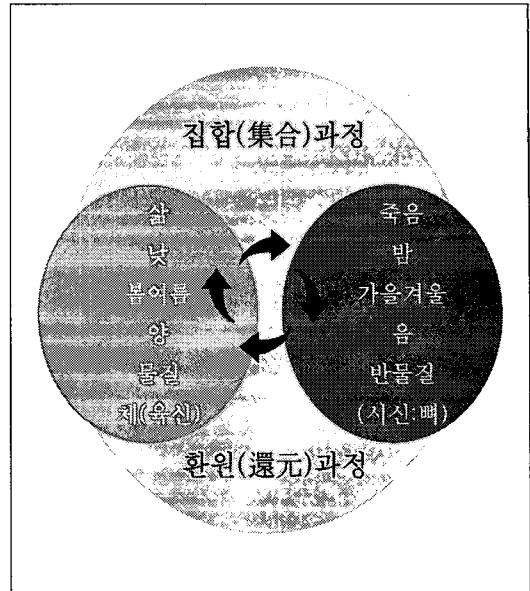 집합(集合)과정
삶
낮
봄여름
양
물질
체(육신)
죽음
밤
가을겨울
음
반물질
(시신:뼈)
환원(還元)과정